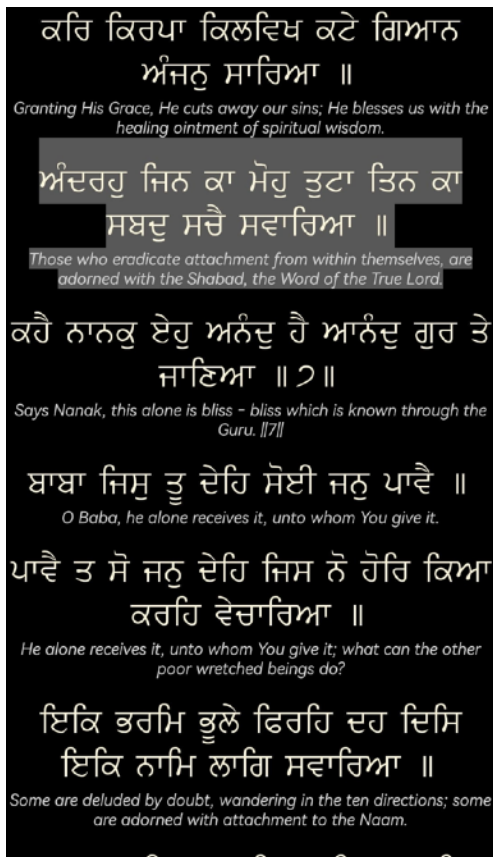 ਕਰਿ ਕਿਰਪਾ ਕਿਲਵਿਖ ਕਟੇ ਗਿਆਨ
ਅੰਜਨੁ ਸਾਰਿਆ ॥
Granting His Grace, He cuts away our sins; He blesses us with the
healing ointment of spiritual wisdom.
ਅੰਦਰਹੁ ਜਿਨ ਕਾ ਮੋਹੁ ਤੁਟਾ ਤਿਨ ਕਾ
ਸਬਦੁ ਸਚੈ ਸਵਾਰਿਆ ॥
Those who eradicate attachment from within themselves, are
adorned with the Shabad, the Word of the True Lord.
ਕਹੈ ਨਾਨਕੁ ਏਹੁ ਅਨੰਦੁ ਹੈ ਆਨੰਦੁ ਗੁਰ ਤੇ
ਜਾਣਿਆ ॥੭॥
Says Nanak, this alone is bliss - bliss which is known through the
Guru. ||7||
ਬਾਬਾ ਜਿਸੁ ਤੂ ਦੇਹਿ ਸੋਈ ਜਨੁ ਪਾਵੈ ॥
O Baba, he alone receives it, unto whom You give it.
ਪਾਵੈ ਤ ਸੋ ਜਨੁ ਦੇਹਿ ਜਿਸ ਨੋ ਹੋਰਿ ਕਿਆ
ਕਰਹਿ ਵੇਚਾਰਿਆ ॥
He alone receives it, unto whom You give it; what can the other
poor wretched beings do?
ਇਕਿ ਭਰਮਿ ਭੂਲੇ ਫਿਰਹਿ ਦਹ ਦਿਸਿ
ਇਕਿ ਨਾਮਿ ਲਾਗਿ ਸਵਾਰਿਆ ॥
Some are deluded by doubt, wandering in the ten directions; some
are adorned with attachment to the Naam.